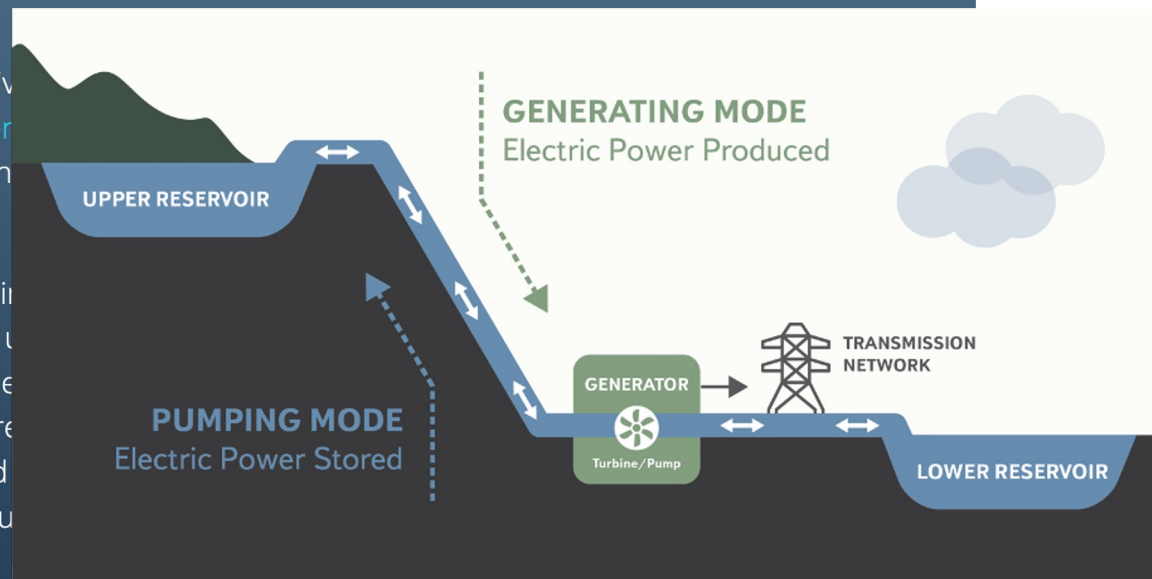 GENERATING MODE
Electric Power Produced
UPPER RESERVOIR
TRANSMISSION
NETWORK
GENERATOR
PUMPING MODE
Electric Power Stored
Turbine/Pump
LOWER RESERVOIR